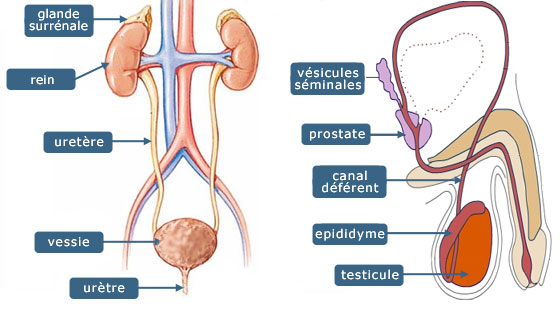 glande
surrénale
rein
uretère
vessie
urètre
vésicules
séminales
prostate
canal
déférent
epididyme
testicule